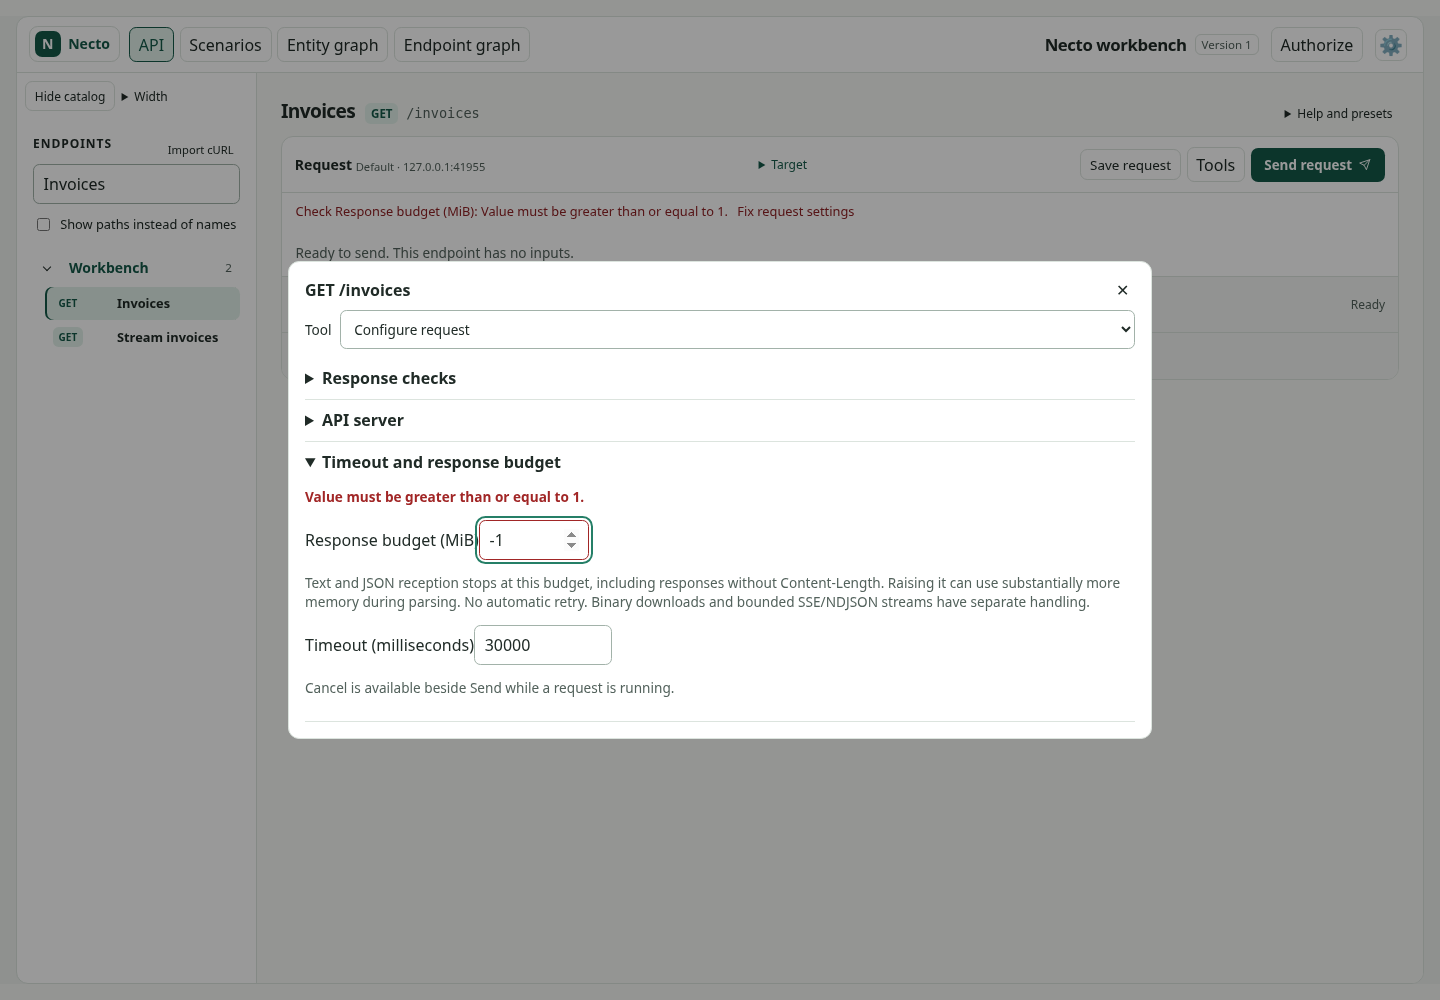 N Necto API Scenarios Entity graph Endpoint graph Necto workbench Version 1 Authorize
Hide catalog Width
Invoices GET /invoices Help and presets
ENDPOINTS Import cURL
Invoices
Show paths instead of names
Workbench 2
GET Invoices
GET Stream invoices
Request Default · 127.0.0.1:41955 Target Save request Tools Send request
Check Response budget (MiB): Value must be greater than or equal to 1. Fix request settings
Ready to send. This endpoint has no inputs.
Ready
GET /invoices
Tool Configure request
Response checks
API server
Timeout and response budget
Value must be greater than or equal to 1.
Response budget (MiB) -1
Text and JSON reception stops at this budget, including responses without Content-Length. Raising it can use substantially more
memory during parsing. No automatic retry. Binary downloads and bounded SSE/NDJSON streams have separate handling.
Timeout (milliseconds) 30000
Cancel is available beside Send while a request is running.